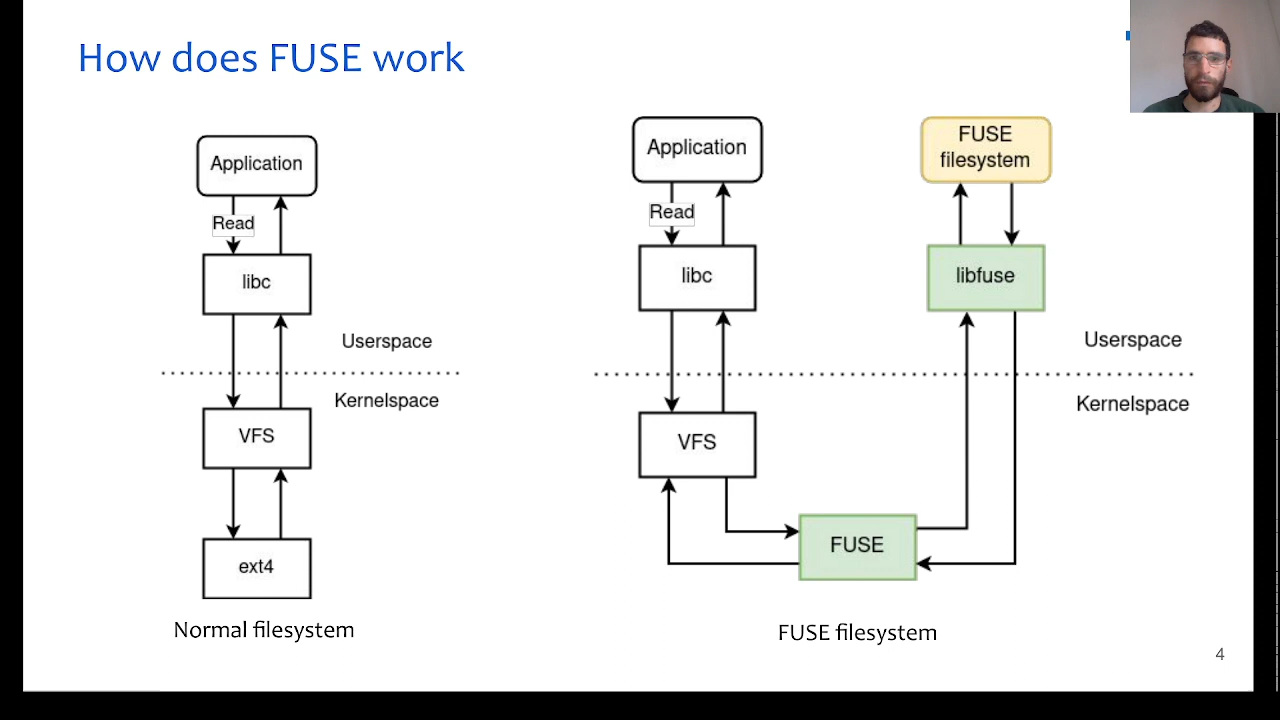 How does FUSE work
Application
Read
libc
Userspace
Kernelspace
VFS
ext4
Normal filesystem
Application
Read
libc
FUSE
filesystem
libfuse
Userspace
Kernelspace
VFS
FUSE
FUSE filesystem
4